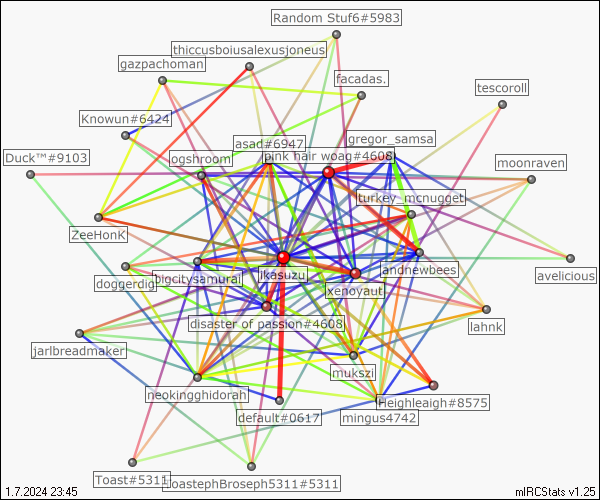 Random Stuf6#5983
thiccusboiusalexusjoneus
gazpachoman
facadas.
tescoroll
Knowun#6424
asad#6947
gregor_samsa
Duck™#9103
ogshroom
pink hair woag#4608
moonraven
turkey_mcnugget
ZeeHonK
doggerdig
bigctysamurai
ikasuzu
xenoyaut
andnewbees
avelicious
disaster of passion#4608
lahnk
jarlbreadmaker
mukszi
neokingghidorah
default#0617
Heighleaigh#8575
mingus4742
Toast#5311
ToastephBroseph5311#5311
1.7.2024 23:45
mIRCStats v1.25